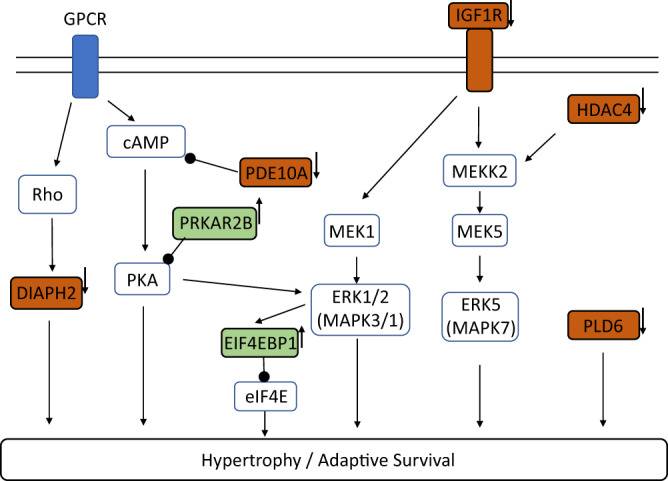 GPCR
IGF1R
HDAC4
cAMP
PDE10A
MEKK2
Rho
PRKAR2B
MEK1
MEK5
DIAPH2
PKA
ERK1/2
(MAPK3/1)
ERK5
(MAPK7)
PLD6
EIF4EBP1
eIF4E
Hypertrophy / Adaptive Survival